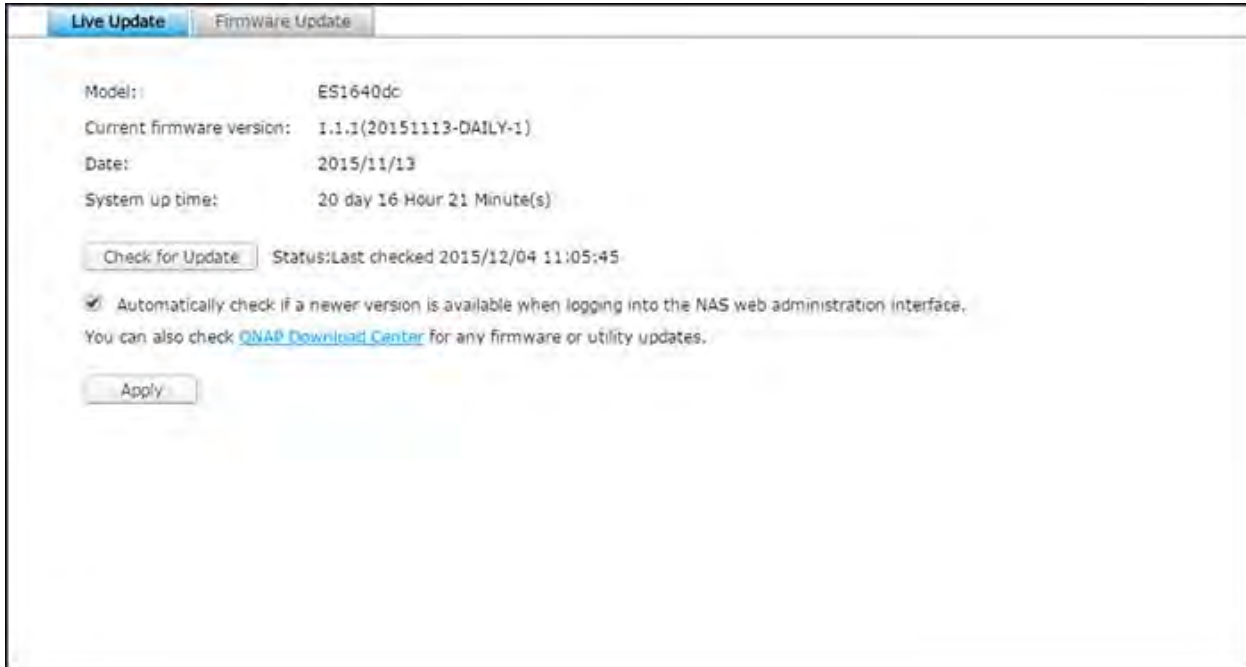 Live Update Firmware Update
Model: ES1640dc
Current firmware version: 1.1.1(20151113-DAILY-1)
Date: 2015/11/13
System up time: 20 day 16 Hour 21 Minute(s)
Check for Update Status:Last checked 2015/12/04 11:05:45
Automatically check if a newer version is available when logging into the NAS web administration interface.
You can also check QNAP Download Center for any firmware or utility updates.
Apply